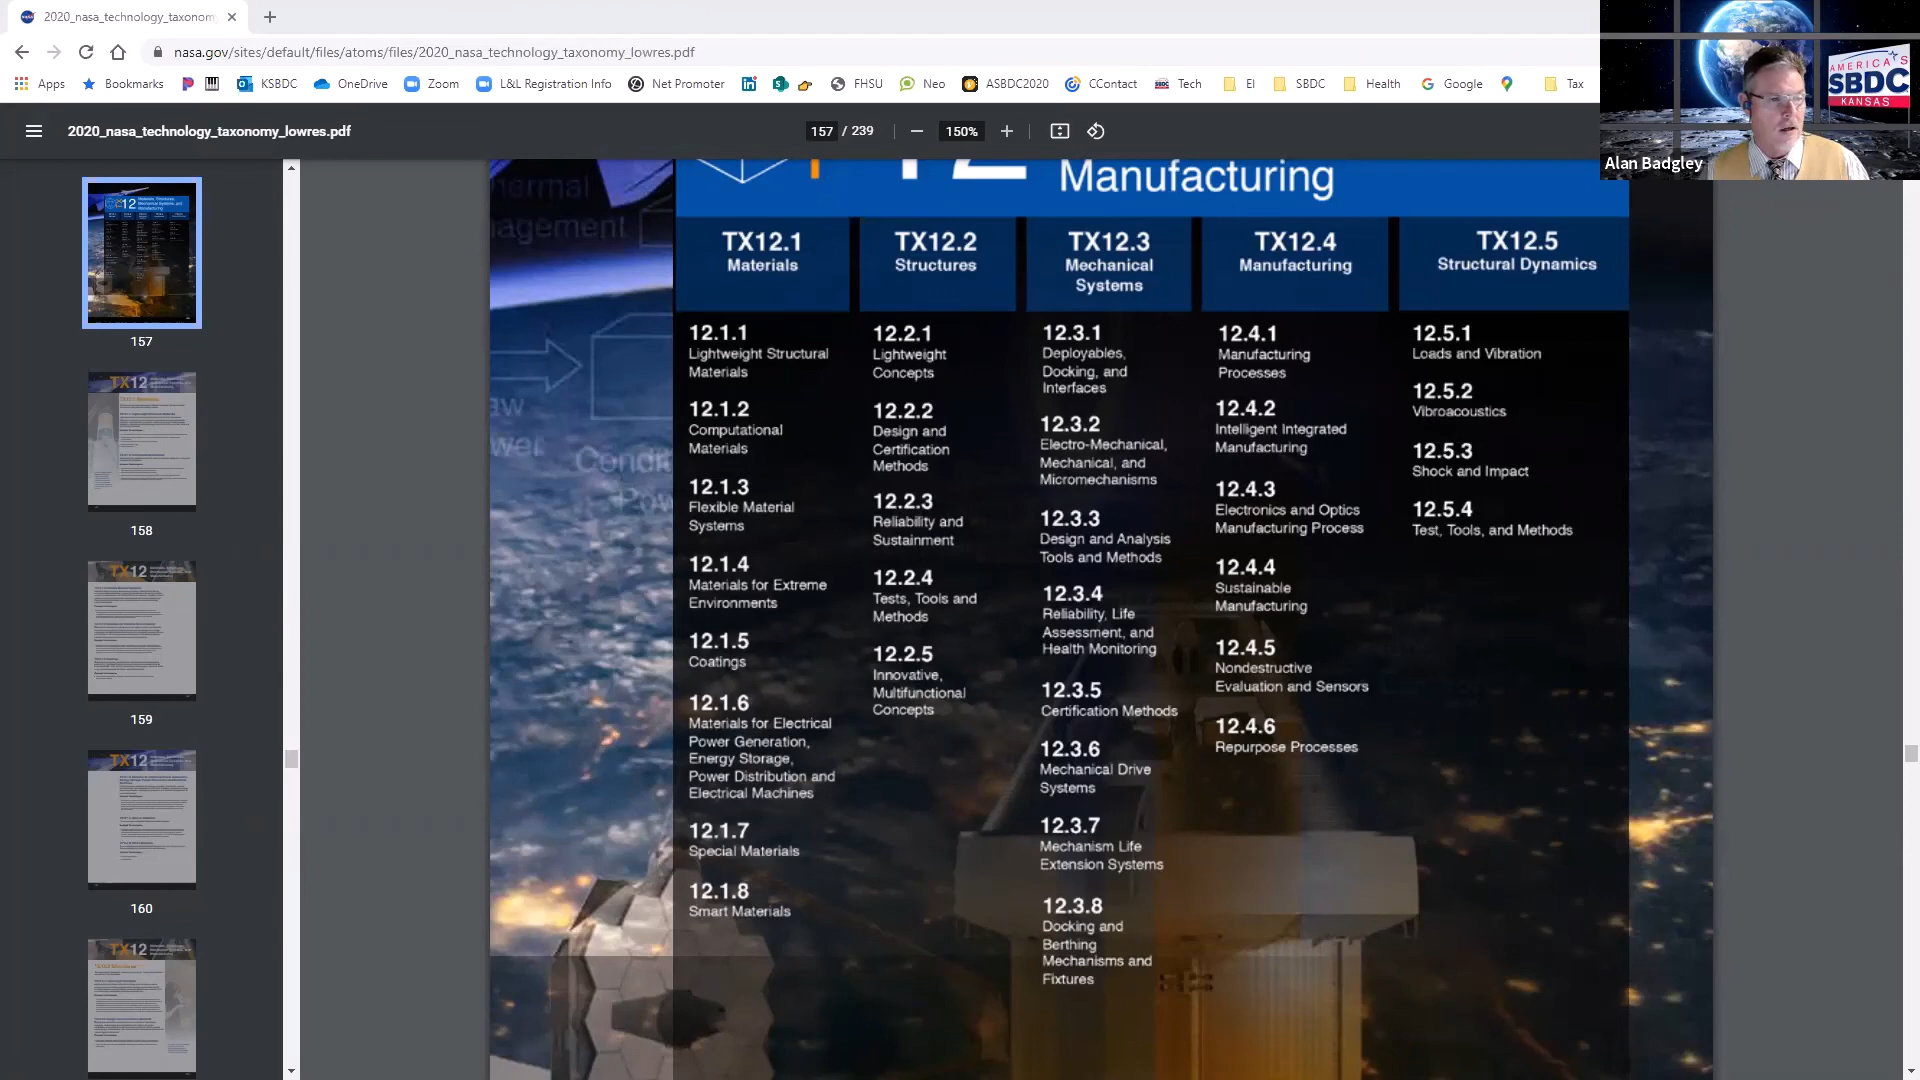 2020_nasa_technology_taxonomy
nasa.gov/sites/default/files/atoms/files/2020_nasa_technology_taxonomy_lowres.pdf
Apps Bookmarks KSBDC OneDrive Zoom L&L Registration Info Net Promoter FHSU Neo ASBDC2020 CContact Tech EI SBDC Health Google Tax
AMERICA'S
SBDC
KANSAS
Alan Badgley
2020_nasa_technology_taxonomy_lowres.pdf
157 / 239
150%
157
158
159
160
TX12
TX12
TX12
TX12
12
Manufacturing
TX12.1
Materials
12.1.1
Lightweight Structural
Materials
12.1.2
Computational
Materials
12.1.3
Flexible Material
Systems
12.1.4
Materials for Extreme
Environments
12.1.5
Coatings
12.1.6
Materials for Electrical
Power Generation,
Energy Storage,
Power Distribution and
Electrical Machines
12.1.7
Special Materials
12.1.8
Smart Materials
TX12.2
Structures
12.2.1
Lightweight
Concepts
12.2.2
Design and
Certification
Methods
12.2.3
Reliability and
Sustainment
12.2.4
Tests, Tools and
Methods
12.2.5
Innovative,
Multifunctional
Concepts
TX12.3
Mechanical
Systems
12.3.1
Deployables,
Docking, and
Interfaces
12.3.2
Electro-Mechanical,
Mechanical, and
Micromechanisms
12.3.3
Design and Analysis
Tools and Methods
12.3.4
Reliability, Life
Assessment, and
Health Monitoring
12.3.5
Certification Methods
12.3.6
Mechanical Drive
Systems
12.3.7
Mechanism Life
Extension Systems
12.3.8
Docking and
Berthing
Mechanisms and
Fixtures
TX12.4
Manufacturing
12.4.1
Manufacturing
Processes
12.4.2
Intelligent Integrated
Manufacturing
12.4.3
Electronics and Optics
Manufacturing Process
12.4.4
Sustainable
Manufacturing
12.4.5
Nondestructive
Evaluation and Sensors
12.4.6
Repurpose Processes
TX12.5
Structural Dynamics
12.5.1
Loads and Vibration
12.5.2
Vibroacoustics
12.5.3
Shock and Impact
12.5.4
Test, Tools, and Methods